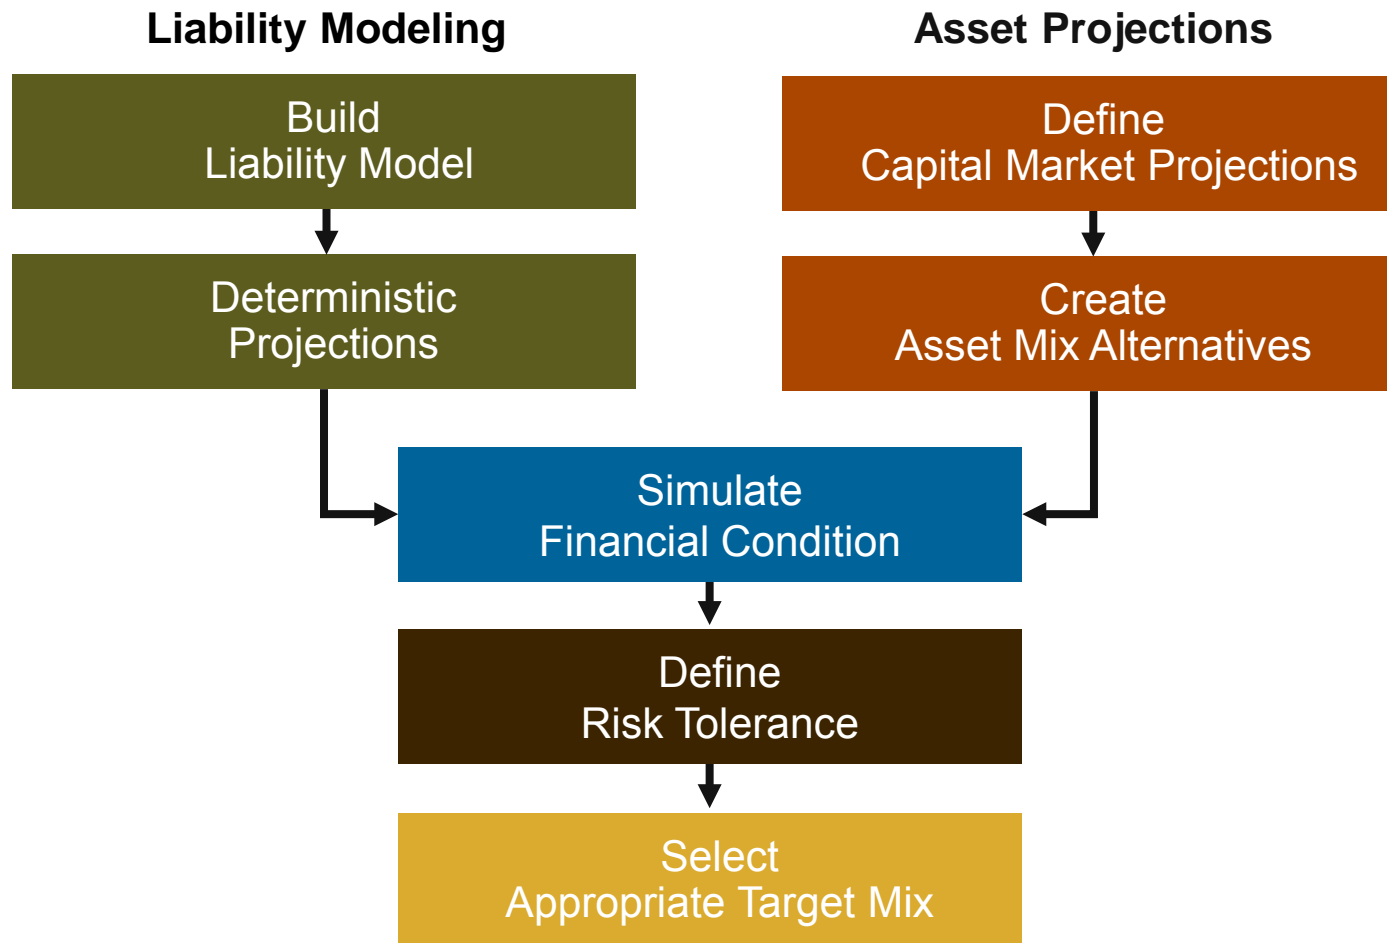 Liability Modeling
Asset Projections
Build
Liability Model
Define
Capital Market Projections
Deterministic
Projections
Create
Asset Mix Alternatives
Simulate
Financial Condition
Define
Risk Tolerance
Select
Appropriate Target Mix